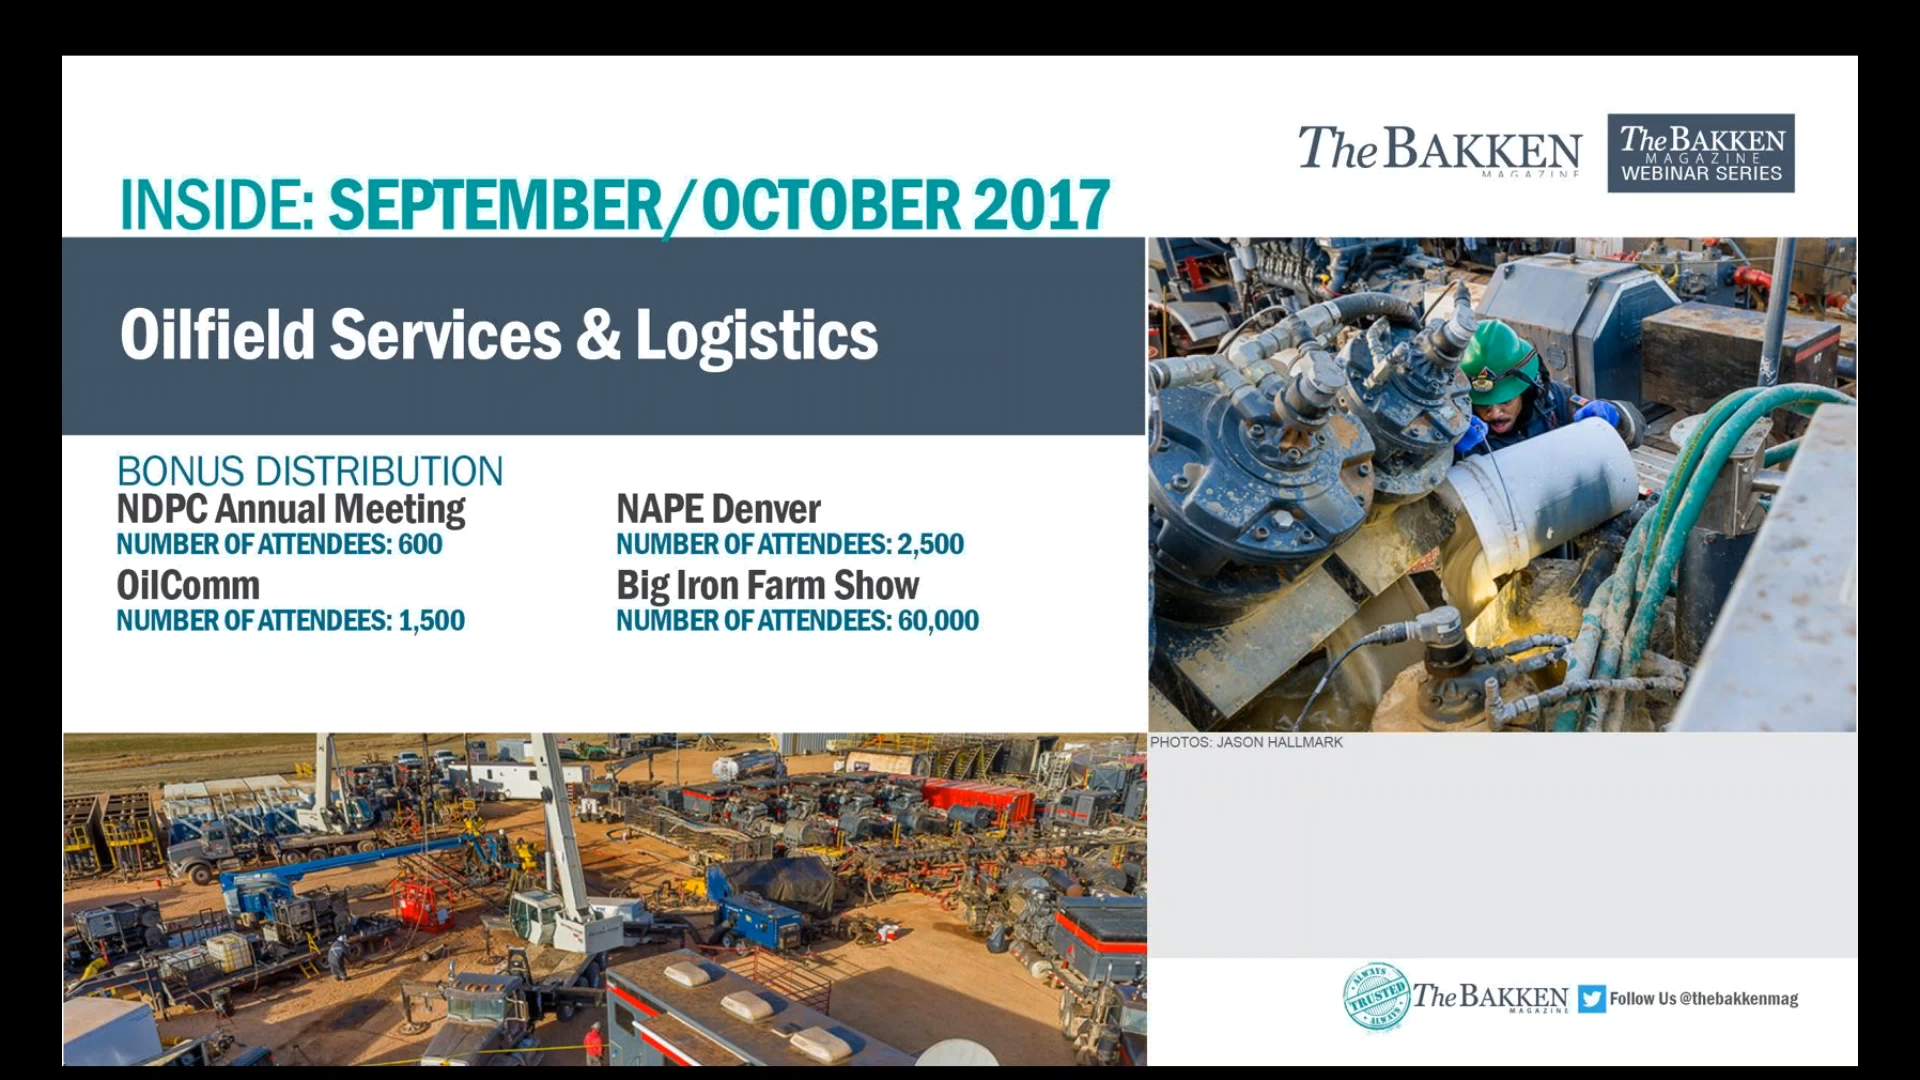 The BAKKEN
MAGAZINE
The BAKKEN
MAGAZINE
WEBINAR SERIES
INSIDE: SEPTEMBER/OCTOBER 2017
Oilfield Services & Logistics
BONUS DISTRIBUTION
NDPC Annual Meeting
NUMBER OF ATTENDEES: 600
OilComm
NUMBER OF ATTENDEES: 1,500
NAPE Denver
NUMBER OF ATTENDEES: 2,500
Big Iron Farm Show
NUMBER OF ATTENDEES: 60,000
PHOTOS: JASON HALLMARK
ALWAYS
TRUSTED
ALWAYS
The BAKKEN
MAGAZINE
Follow Us @thebakkenmag